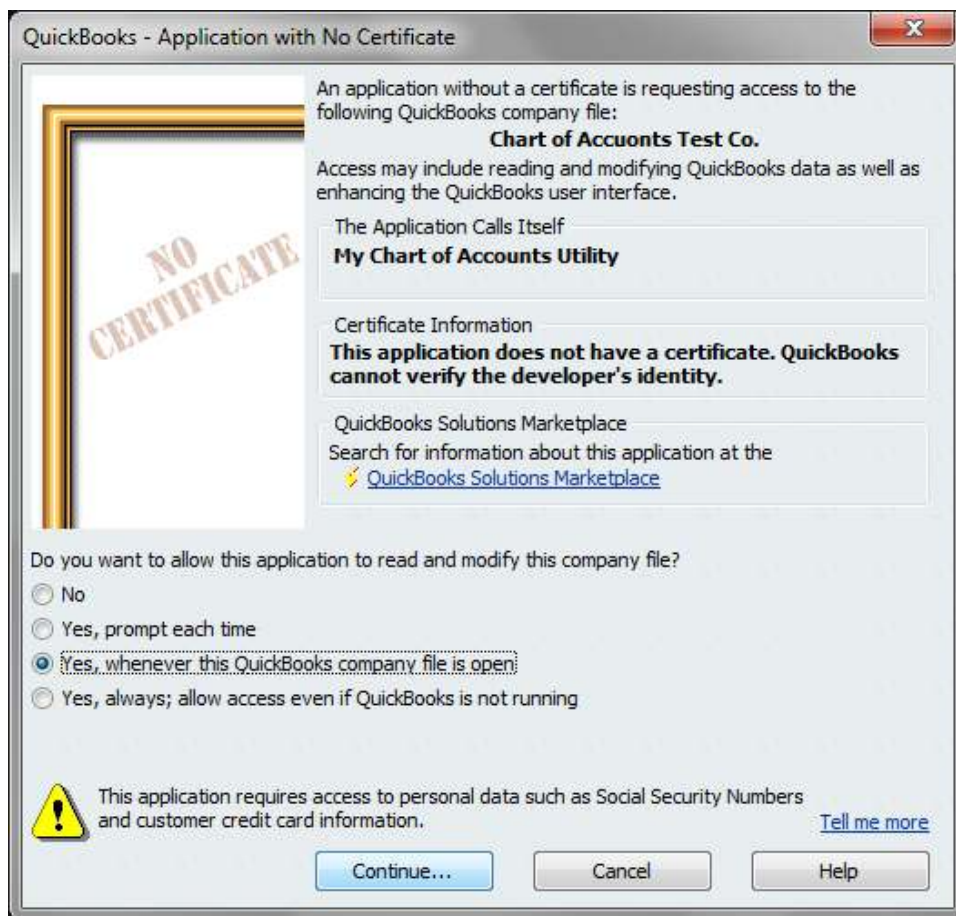 QuickBooks - Application with No Certificate
An application without a certificate is requesting access to the
following QuickBooks company file:
Chart of Accuonts Test Co.
Access may include reading and modifying QuickBooks data as well as
enhancing the QuickBooks user interface.
The Application Calls Itself
My Chart of Accounts Utility
NO
CERTIFICATE
Certificate Information
This application does not have a certificate. QuickBooks
cannot verify the developer's identity.
QuickBooks Solutions Marketplace
Search for information about this application at the
QuickBooks Solutions Marketplace
Do you want to allow this application to read and modify this company file?
No
Yes, prompt each time
Yes, whenever this QuickBooks company file is open
Yes, always; allow access even if QuickBooks is not running
This application requires access to personal data such as Social Security Numbers
and customer credit card information.
Tell me more
Continue...
Cancel
Help